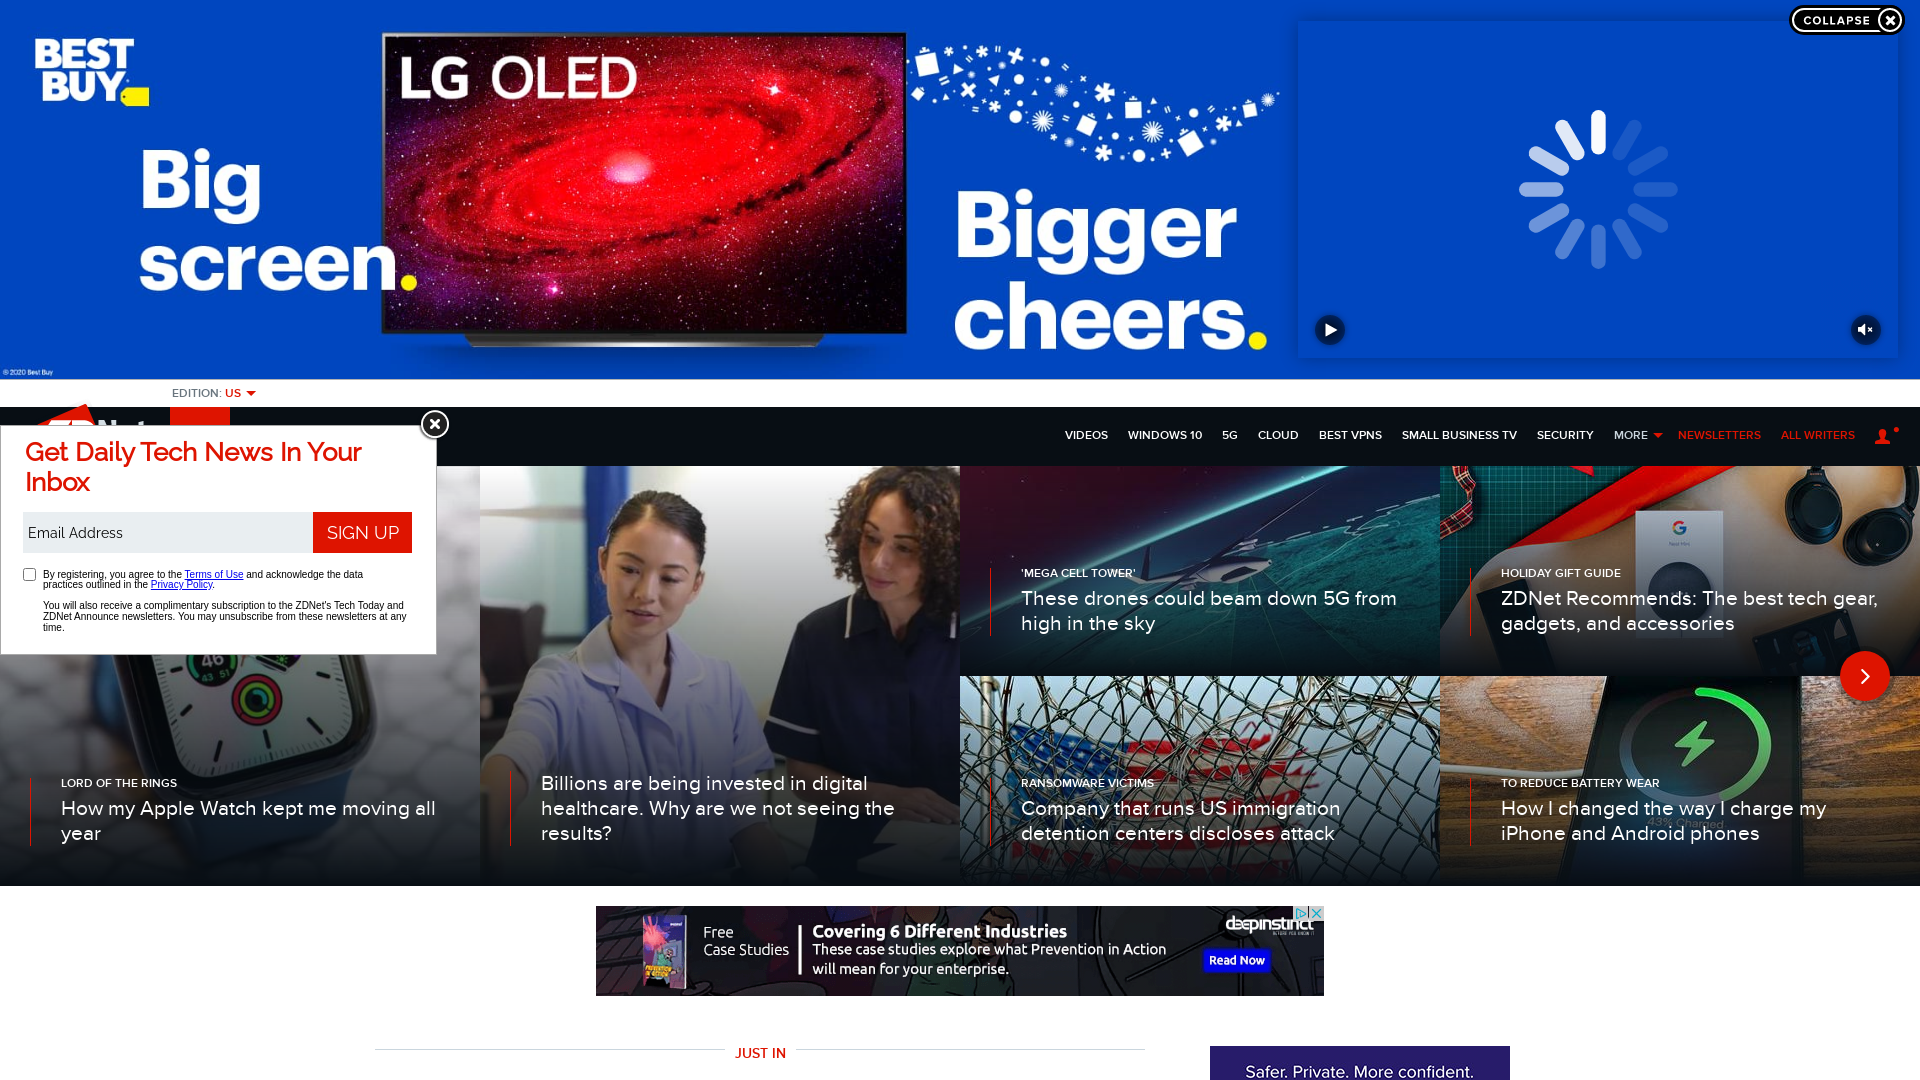 COLLAPSE
BEST
BUY
LG OLED
Big
screen.
Bigger
cheers.
© 2020 Best Buy
EDITION: US
VIDEOS WINDOWS 10 5G CLOUD BEST VPNS SMALL BUSINESS TV SECURITY MORE NEWSLETTERS ALL WRITERS
Get Daily Tech News In Your
Inbox
Email Address
SIGN UP
By registering, you agree to the Terms of Use and acknowledge the data
practices outlined in the Privacy Policy.
You will also receive a complimentary subscription to the ZDNet's Tech Today and
ZDNet Announce newsletters. You may unsubscribe from these newsletters at any
time.
LORD OF THE RINGS
How my Apple Watch kept me moving all
year
Billions are being invested in digital
healthcare. Why are we not seeing the
results?
'MEGA CELL TOWER'
These drones could beam down 5G from
high in the sky
HOLIDAY GIFT GUIDE
ZDNet Recommends: The best tech gear,
gadgets, and accessories
RANSOMWARE VICTIMS
Company that runs US immigration
detention centers discloses attack
TO REDUCE BATTERY WEAR
How I changed the way I charge my
iPhone and Android phones
43% Charged
Free
Case Studies
Covering 6 Different Industries
These case studies explore what Prevention in Action
will mean for your enterprise.
deepinstinct
BEFORE YOU KNOW IT
Read Now
JUST IN
Safer. Private. More confident.